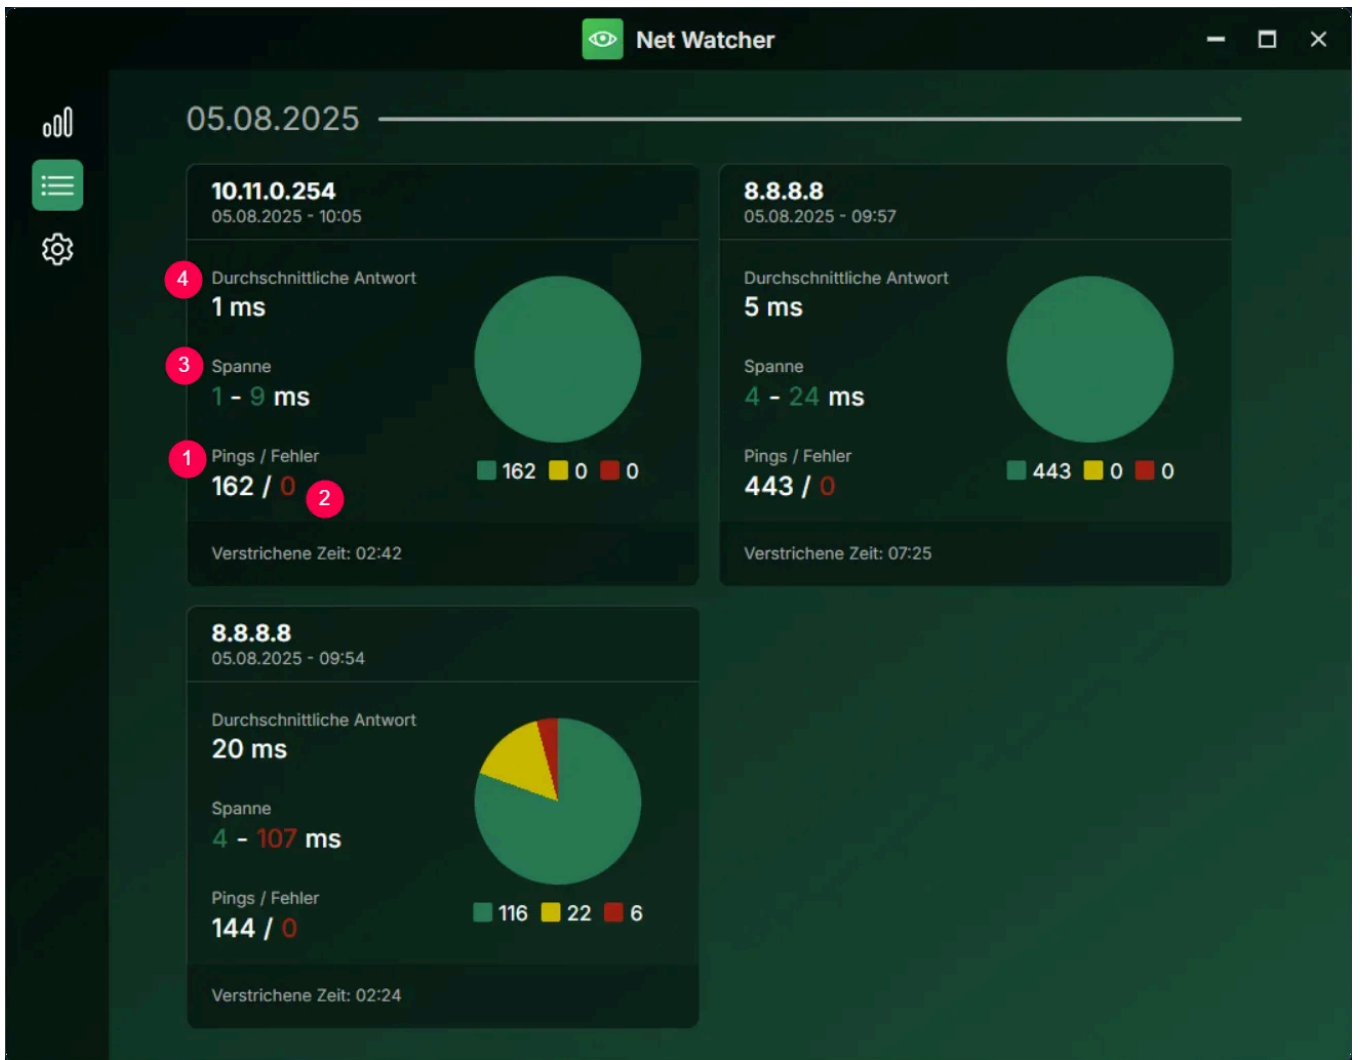 Net Watcher
05.08.2025
10.11.0.254
05.08.2025 - 10:05
4
Durchschnittliche Antwort
1 ms
3
Spanne
1 - 9 ms
1
Pings / Fehler
162 / 0
2
162 0 0
Verstrichene Zeit: 02:42
8.8.8.8
05.08.2025 - 09:57
Durchschnittliche Antwort
5 ms
Spanne
4 - 24 ms
Pings / Fehler
443 / 0
443 0 0
Verstrichene Zeit: 07:25
8.8.8.8
05.08.2025 - 09:54
Durchschnittliche Antwort
20 ms
Spanne
4 - 107 ms
Pings / Fehler
144 / 0
116 22 6
Verstrichene Zeit: 02:24